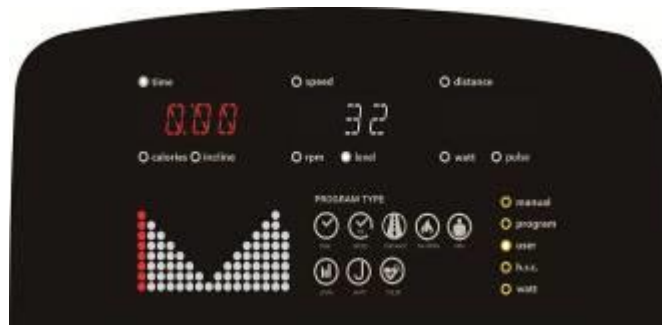 time speed distance
0:00 32
calories incline rpm level watt pulse
PROGRAM TYPE
manual
program
user
h.r.c.
watt